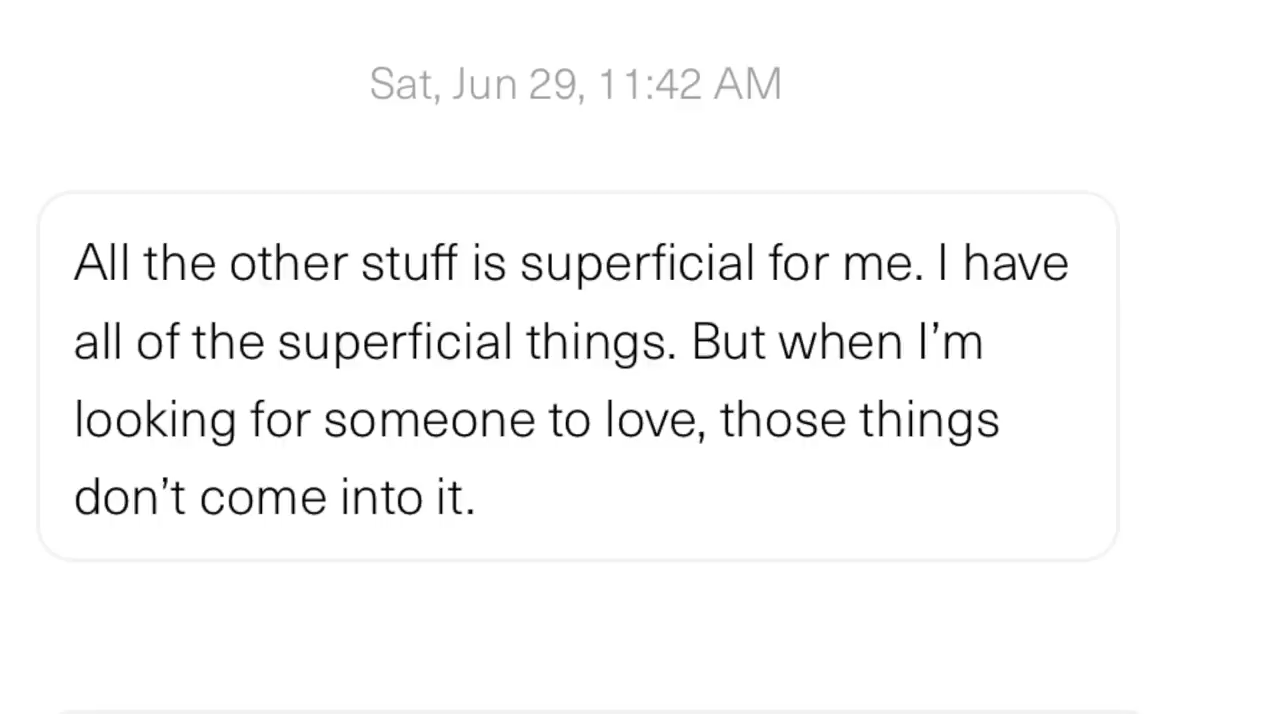 Sat, Jun 29, 11:42 AM
All the other stuff is superficial for me. I have
all of the superficial things. But when I’m
looking for someone to love, those things
don’t come into it.